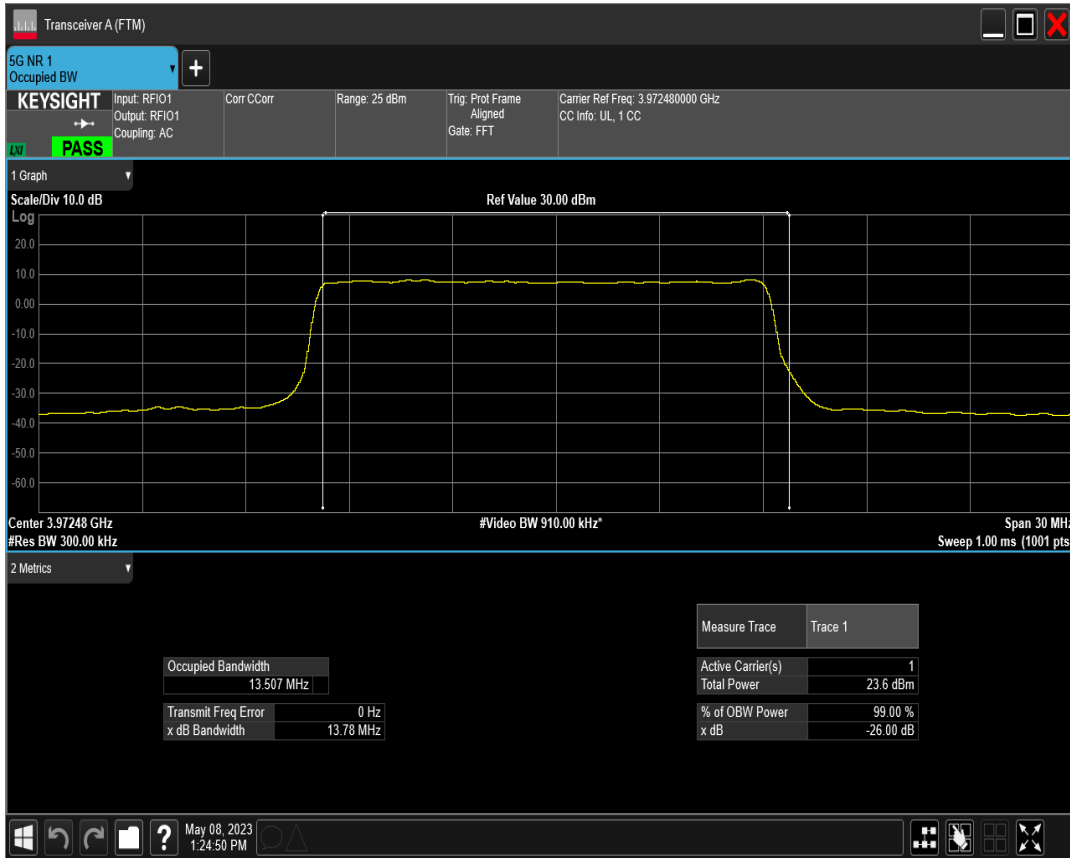 Transceiver A (FTM)
5G NR 1
Occupied BW
+
KEYSIGHT
LXI
PASS
Input: RFIO1
Output: RFIO1
Coupling: AC
Corr CCorr
Range: 25 dBm
Trig: Prot Frame
Aligned
Gate: FFT
Carrier Ref Freq: 3.972480000 GHz
CC Info: UL, 1 CC
1 Graph
Scale/Div 10.0 dB
Ref Value 30.00 dBm
Log
20.0
10.0
0.00
-10.0
-20.0
-30.0
-40.0
-50.0
-60.0
Center 3.97248 GHz
#Video BW 910.00 kHz*
Span 30 MHz
#Res BW 300.00 kHz
Sweep 1.00 ms (1001 pts
2 Metrics
Measure Trace Trace 1
Occupied Bandwidth
13.507 MHz
Active Carrier(s) 1
Total Power 23.6 dBm
Transmit Freq Error 0 Hz
x dB Bandwidth 13.78 MHz
% of OBW Power 99.00 %
x dB -26.00 dB
?
May 08, 2023
1:24:50 PM